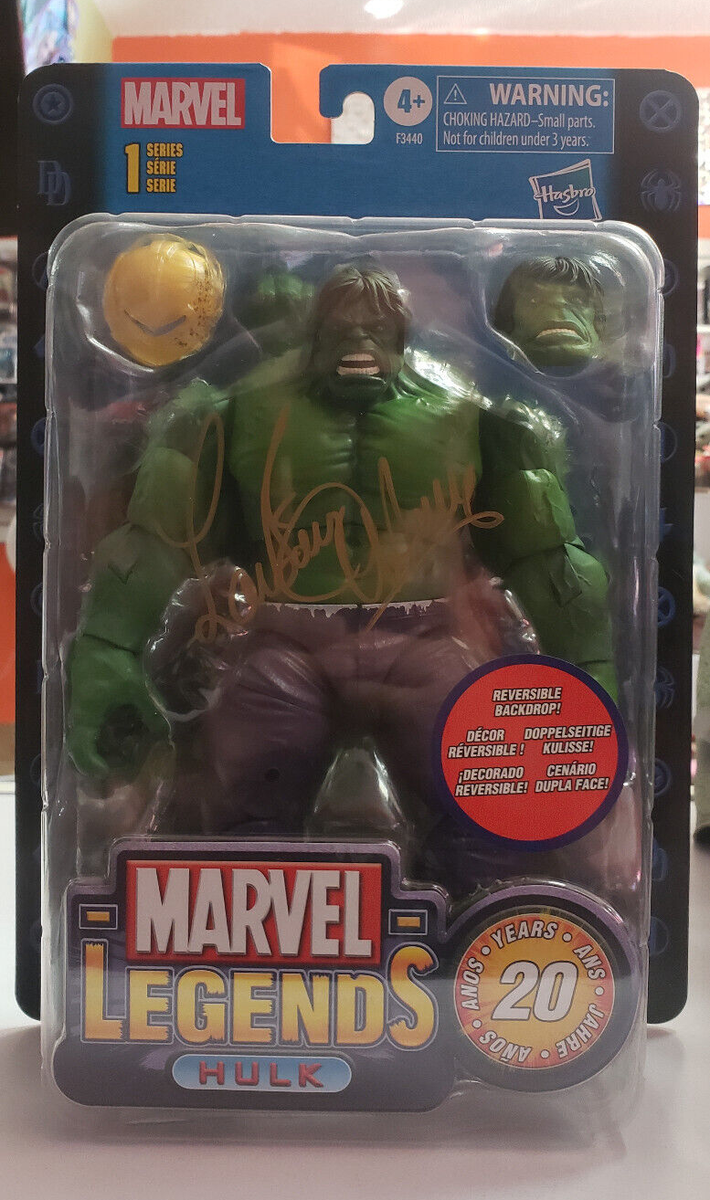 MARVEL
1 SERIES
SÉRIE
SERIE
4+
F3440
WARNING:
CHOKING HAZARD–Small parts.
Not for children under 3 years.
Hasbro
REVERSIBLE
BACKDROP!
DÉCOR
RÉVERSIBLE !
DOPPELSEITIGE
KULISSE!
¡DECORADO
REVERSIBLE!
CENÁRIO
DUPLA FACE!
MARVEL
LEGENDS
HULK
20
YEARS • ANS • JAHRE • AÑOS • ANOS •